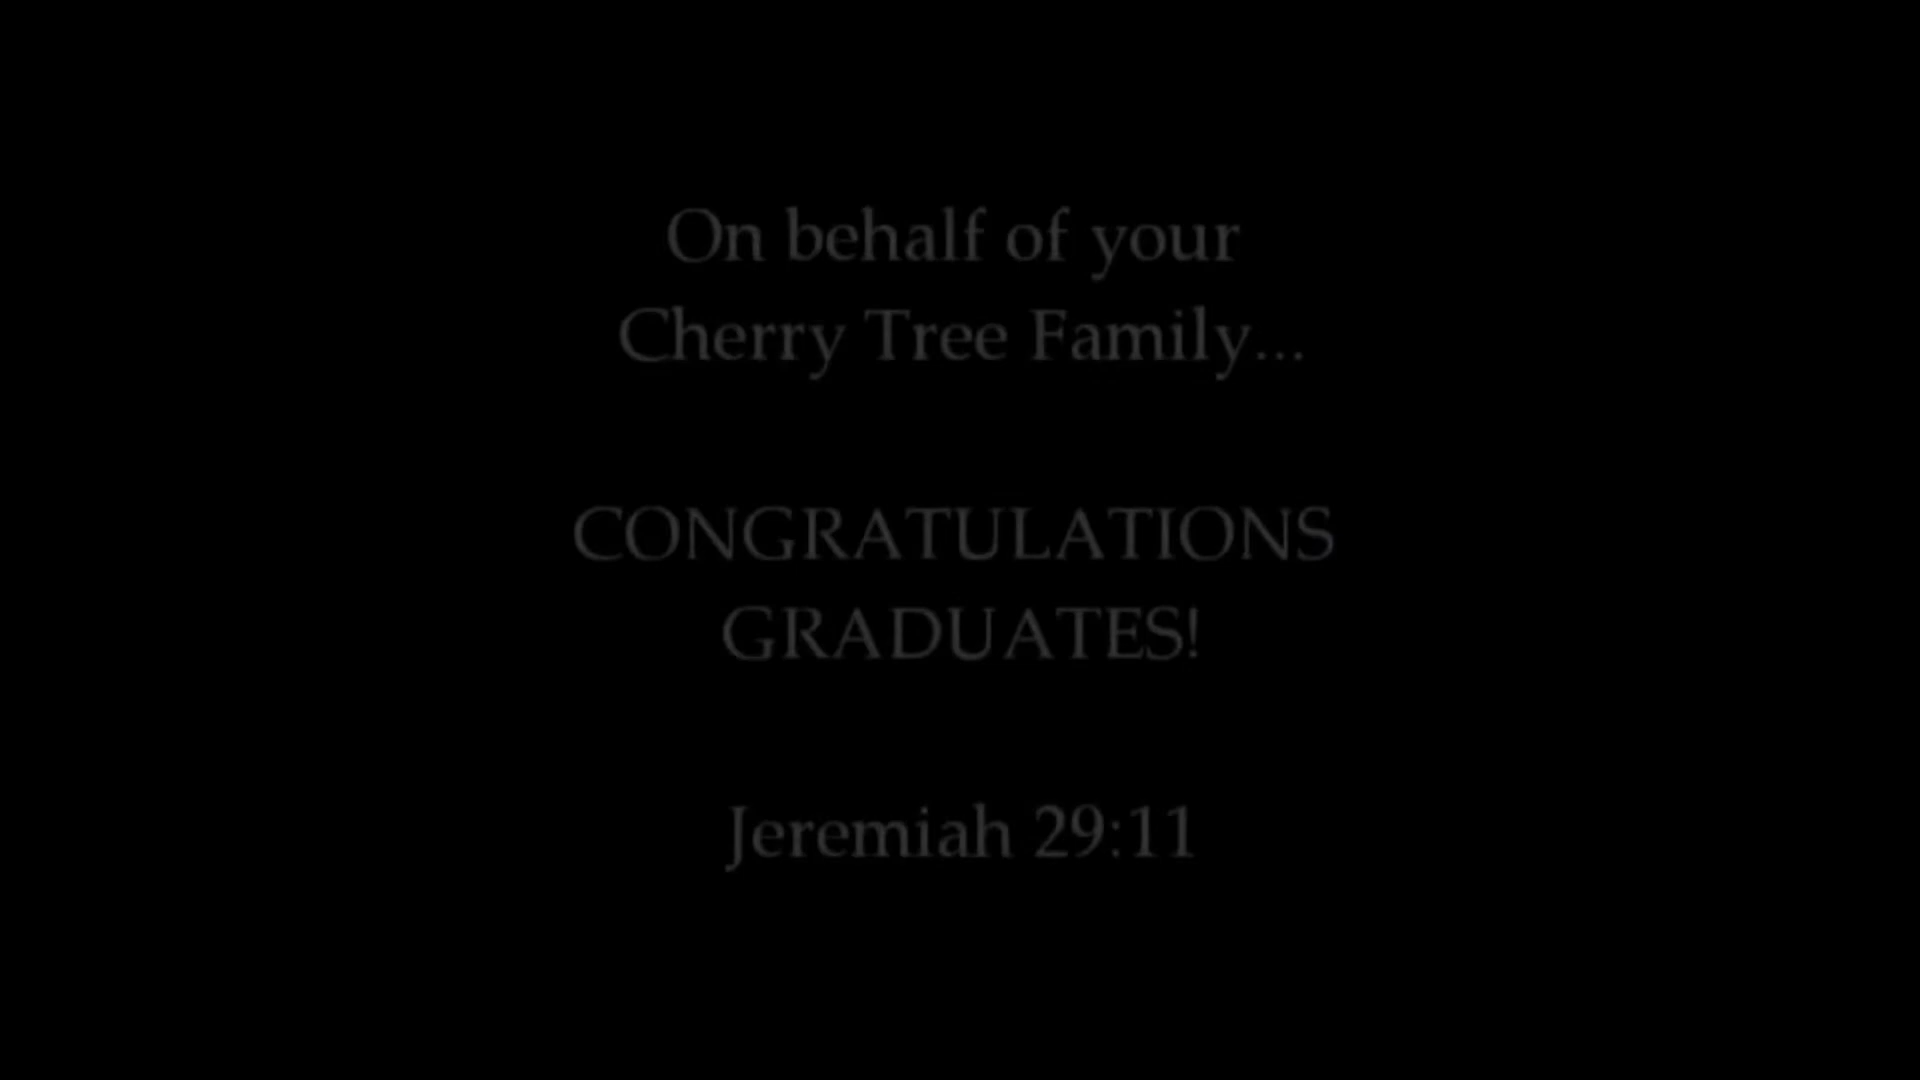 On behalf of your
Cherry Tree Family...
CONGRATULATIONS
GRADUATES!
Jeremiah 29:11